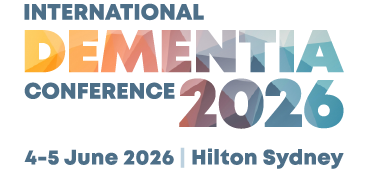 INTERNATIONAL
DEMENTIA
CONFERENCE 2026
4-5 June 2026 | Hilton Sydney